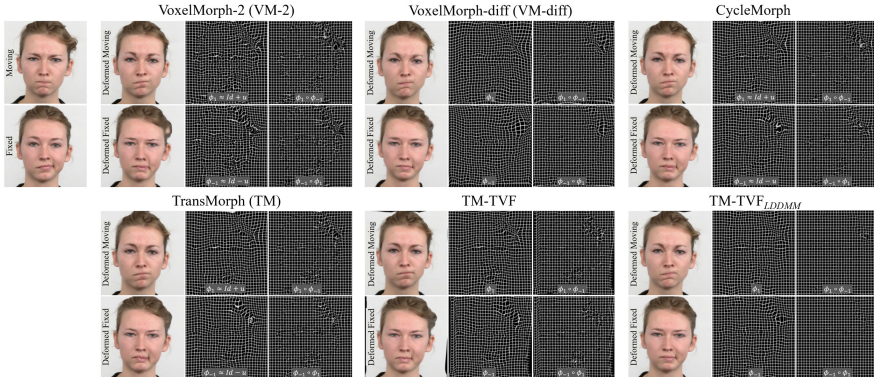 VoxelMorph-2 (VM-2)
VoxelMorph-diff (VM-diff)
CycleMorph
Moving
Deformed Moving
ϕ₁ ≈ Id + u
ϕ₁ ∘ ϕ₋₁
Deformed Moving
ϕ₁
ϕ₁ ∘ ϕ₋₁
Deformed Moving
ϕ₁ ≈ Id + u
ϕ₁ ∘ ϕ₋₁
Fixed
Deformed Fixed
ϕ₋₁ ≈ Id − u
ϕ₋₁ ∘ ϕ₁
Deformed Fixed
ϕ₋₁
ϕ₋₁ ∘ ϕ₁
Deformed Fixed
ϕ₋₁ ≈ Id − u
ϕ₋₁ ∘ ϕ₁
TransMorph (TM)
TM-TVF
TM-TVF_LDDMM
Deformed Moving
ϕ₁ ≈ Id + u
ϕ₁ ∘ ϕ₋₁
Deformed Moving
ϕ₁
ϕ₁ ∘ ϕ₋₁
Deformed Moving
ϕ₁
ϕ₁ ∘ ϕ₋₁
Deformed Fixed
ϕ₋₁ ≈ Id − u
ϕ₋₁ ∘ ϕ₁
Deformed Fixed
ϕ₋₁
ϕ₋₁ ∘ ϕ₁
Deformed Fixed
ϕ₋₁
ϕ₋₁ ∘ ϕ₁